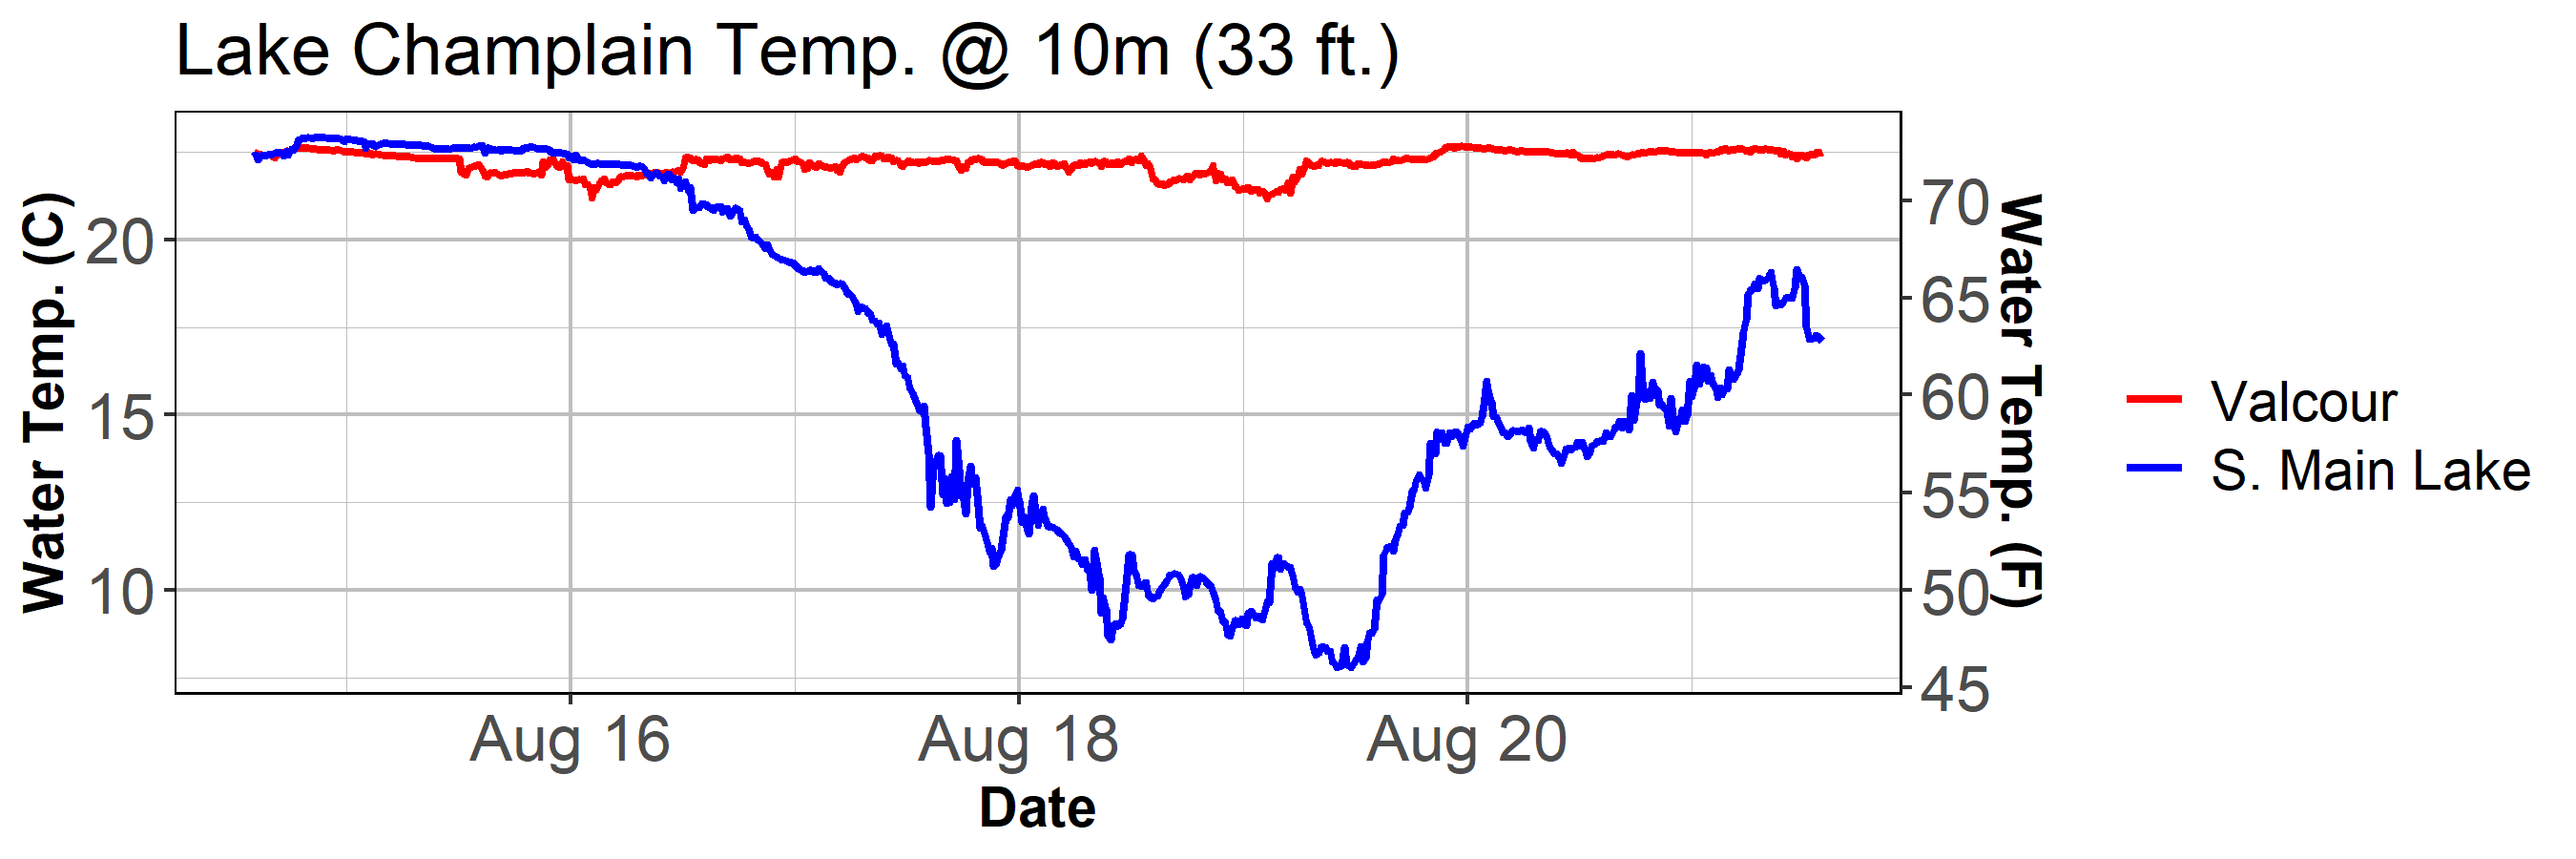 Lake Champlain Temp. @ 10m (33 ft.)
Water Temp. (C)
20
15
10
70
65
60
55
50
45
Water Temp. (F)
Aug 16
Aug 18
Aug 20
Date
Valcour
S. Main Lake